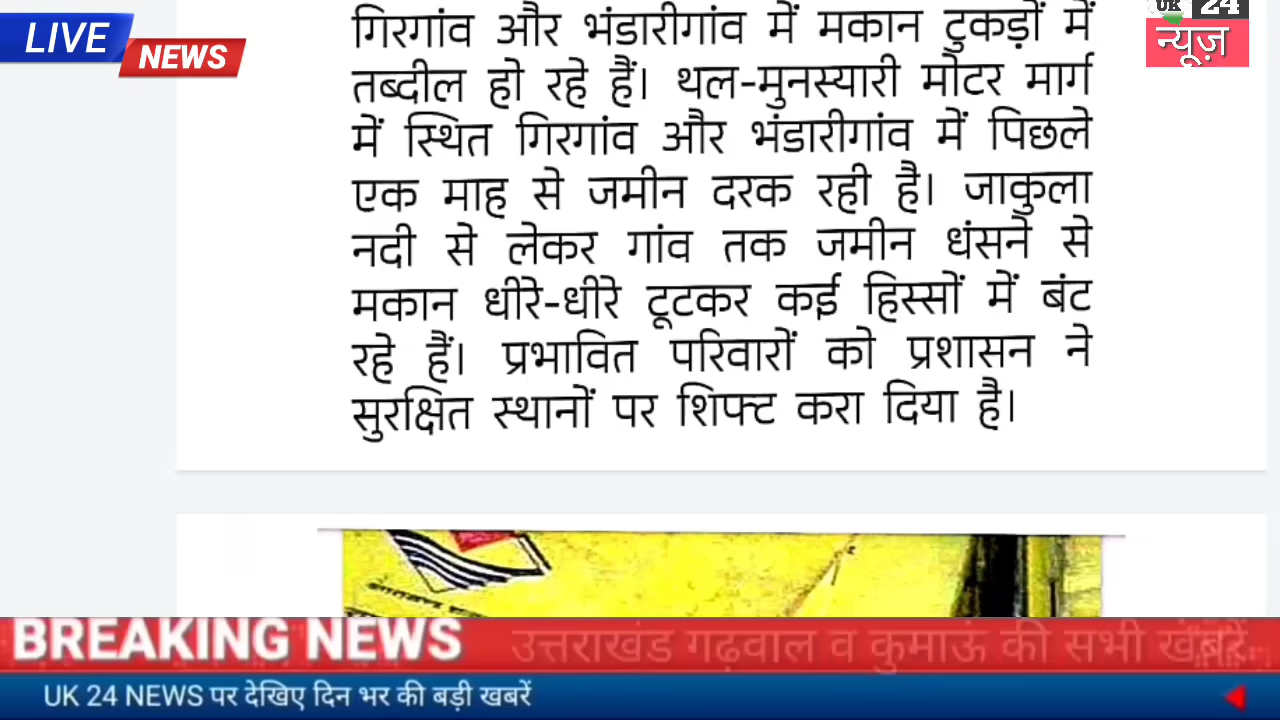 UK 24
LIVE
NEWS
न्यूज़
गिरगांव और भंडारीगांव में मकान टुकड़ों में
तब्दील हो रहे हैं। थल-मुनस्यारी मोटर मार्ग
में स्थित गिरगांव और भंडारीगांव में पिछले
एक माह से जमीन दरक रही है। जाकुला
नदी से लेकर गांव तक जमीन धंसने से
मकान धीरे-धीरे टूटकर कई हिस्सों में बंट
रहे हैं। प्रभावित परिवारों को प्रशासन ने
सुरक्षित स्थानों पर शिफ्ट करा दिया है।
BREAKING NEWS
उत्तराखंड गढ़वाल व कुमाऊं की सभी खबरें
UK 24 NEWS पर देखिए दिन भर की बड़ी खबरें